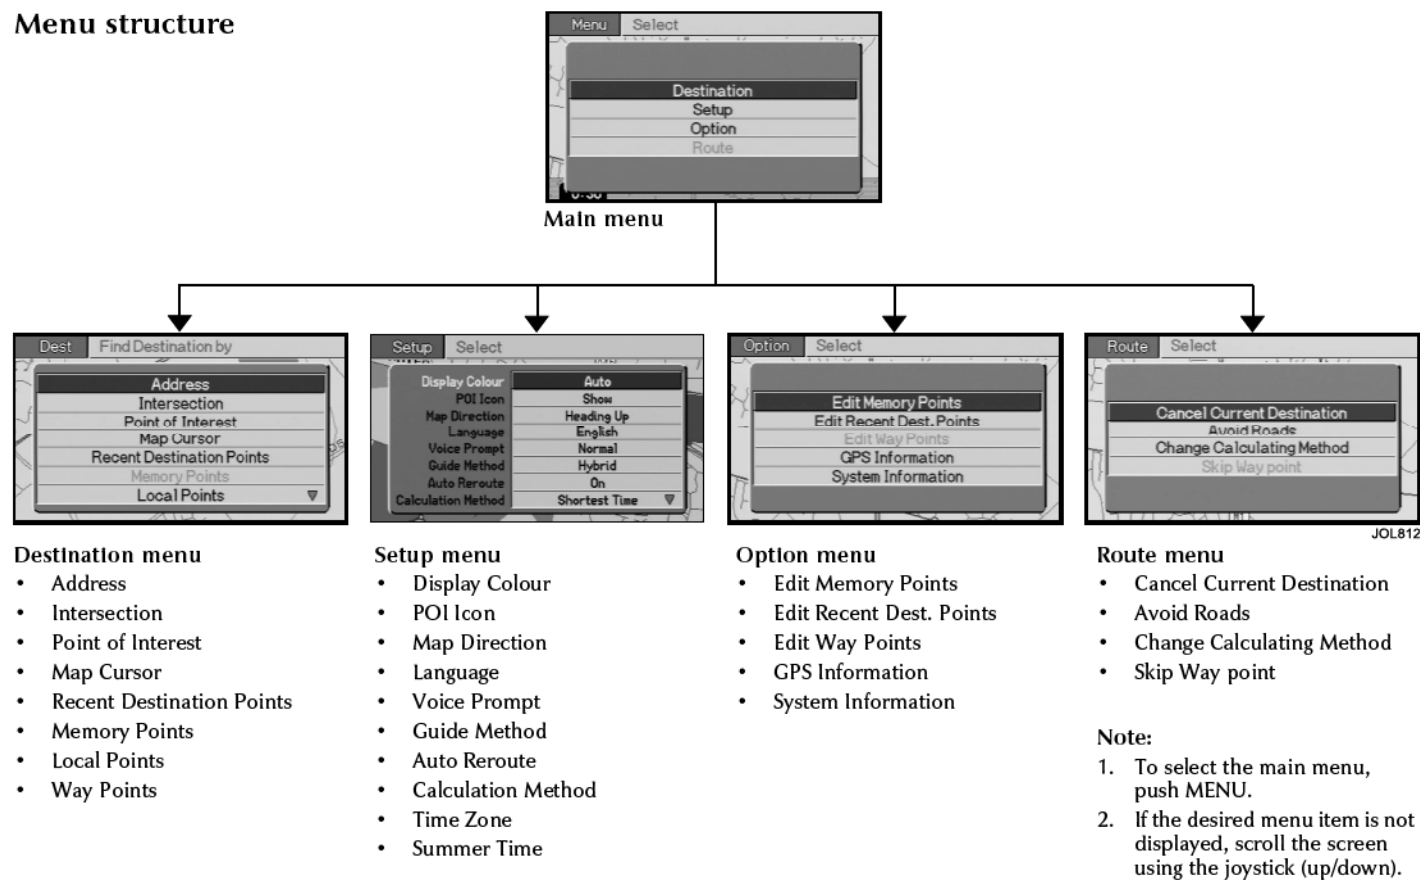 Menu structure
Menu Select
Destination
Setup
Option
Route
Main menu
Dest Find Destination by
Address
Intersection
Point of Interest
Map Cursor
Recent Destination Points
Memory Points
Local Points
Setup Select
Display Colour Auto
POI Icon Show
Map Direction Heading Up
Language English
Voice Prompt Normal
Guide Method Hybrid
Auto Reroute On
Calculation Method Shortest Time
Option Select
Edit Memory Points
Edit Recent Dest. Points
Edit Way Points
GPS Information
System Information
Route Select
Cancel Current Destination
Avoid Roads
Change Calculating Method
Skip Way point
JOL812
Destination menu
• Address
• Intersection
• Point of Interest
• Map Cursor
• Recent Destination Points
• Memory Points
• Local Points
• Way Points
Setup menu
• Display Colour
• POI Icon
• Map Direction
• Language
• Voice Prompt
• Guide Method
• Auto Reroute
• Calculation Method
• Time Zone
• Summer Time
Option menu
• Edit Memory Points
• Edit Recent Dest. Points
• Edit Way Points
• GPS Information
• System Information
Route menu
• Cancel Current Destination
• Avoid Roads
• Change Calculating Method
• Skip Way point
Note:
1. To select the main menu,
push MENU.
2. If the desired menu item is not
displayed, scroll the screen
using the joystick (up/down).